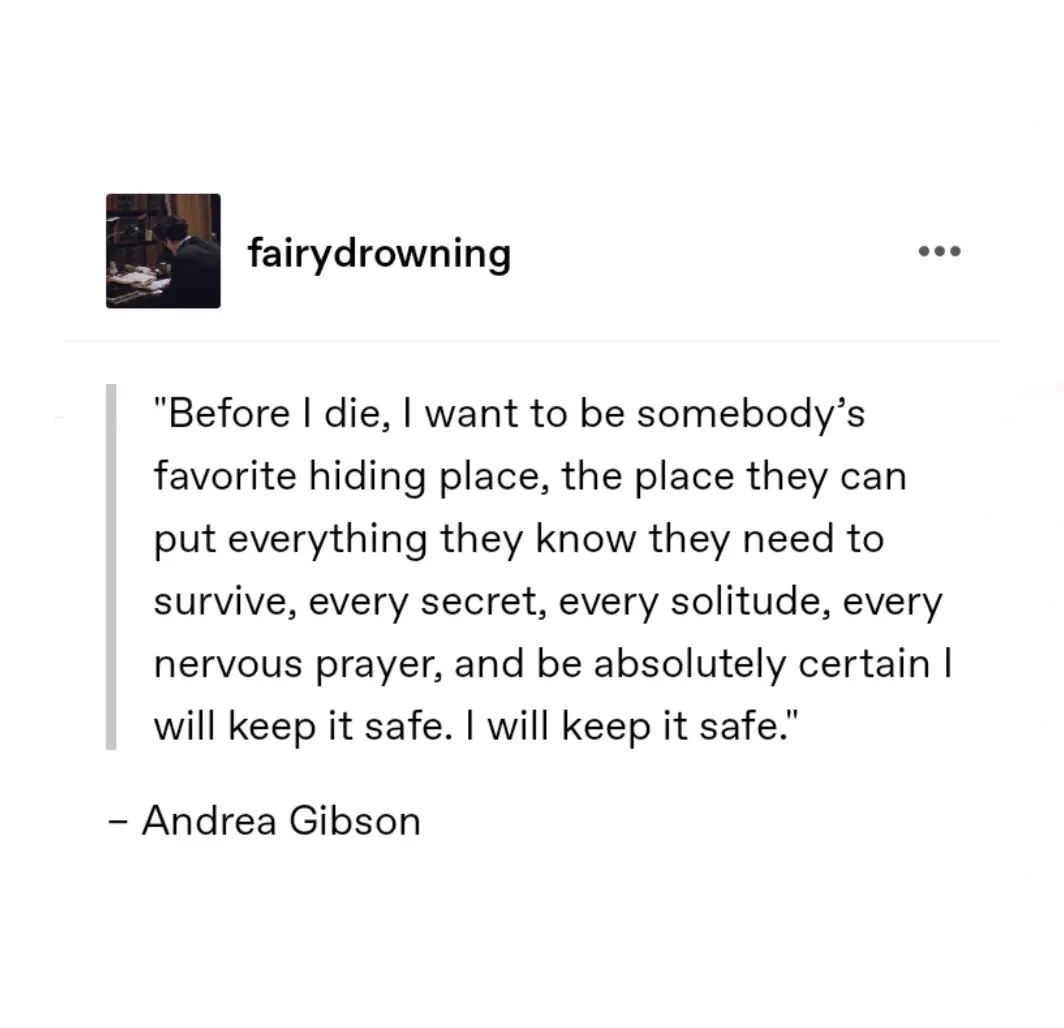 fairydrowning
"Before I die, I want to be somebody’s
favorite hiding place, the place they can
put everything they know they need to
survive, every secret, every solitude, every
nervous prayer, and be absolutely certain I
will keep it safe. I will keep it safe."
– Andrea Gibson